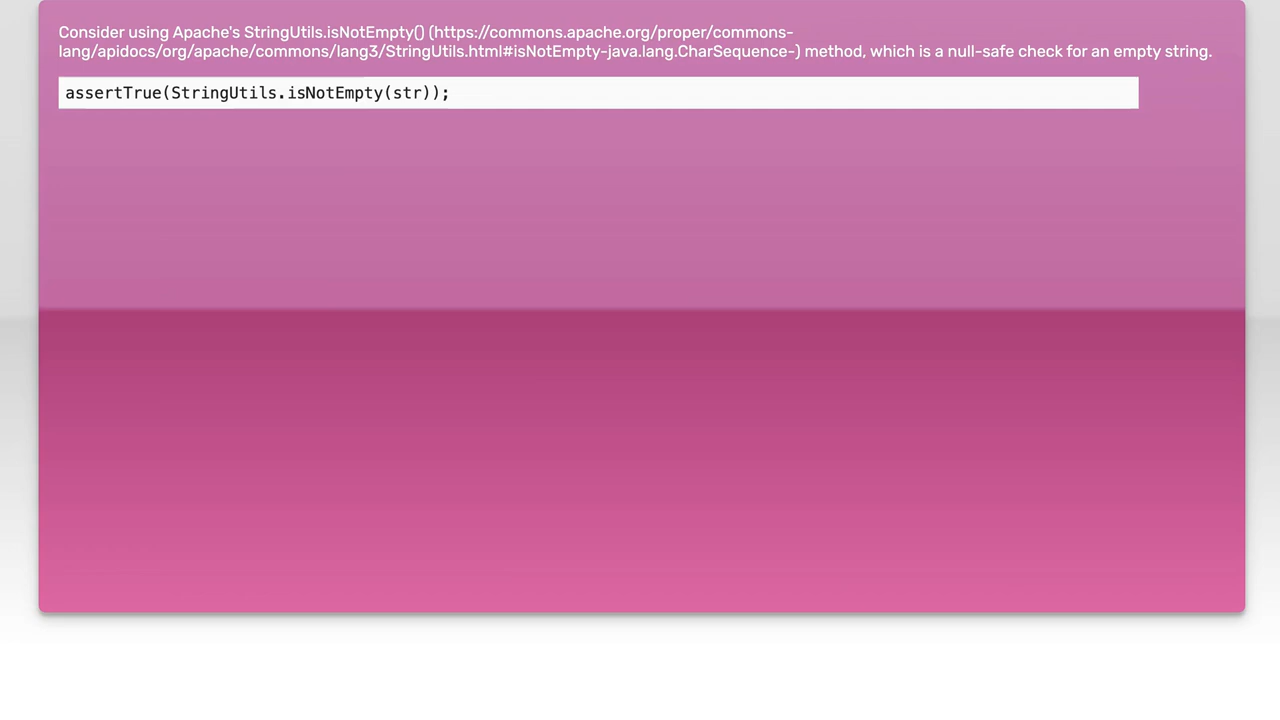 Consider using Apache's StringUtils.isNotEmpty() (https://commons.apache.org/proper/commons-
lang/apidocs/org/apache/commons/lang3/StringUtils.html#isNotEmpty-java.lang.CharSequence-) method, which is a null-safe check for an empty string.
assertTrue(StringUtils.isNotEmpty(str));